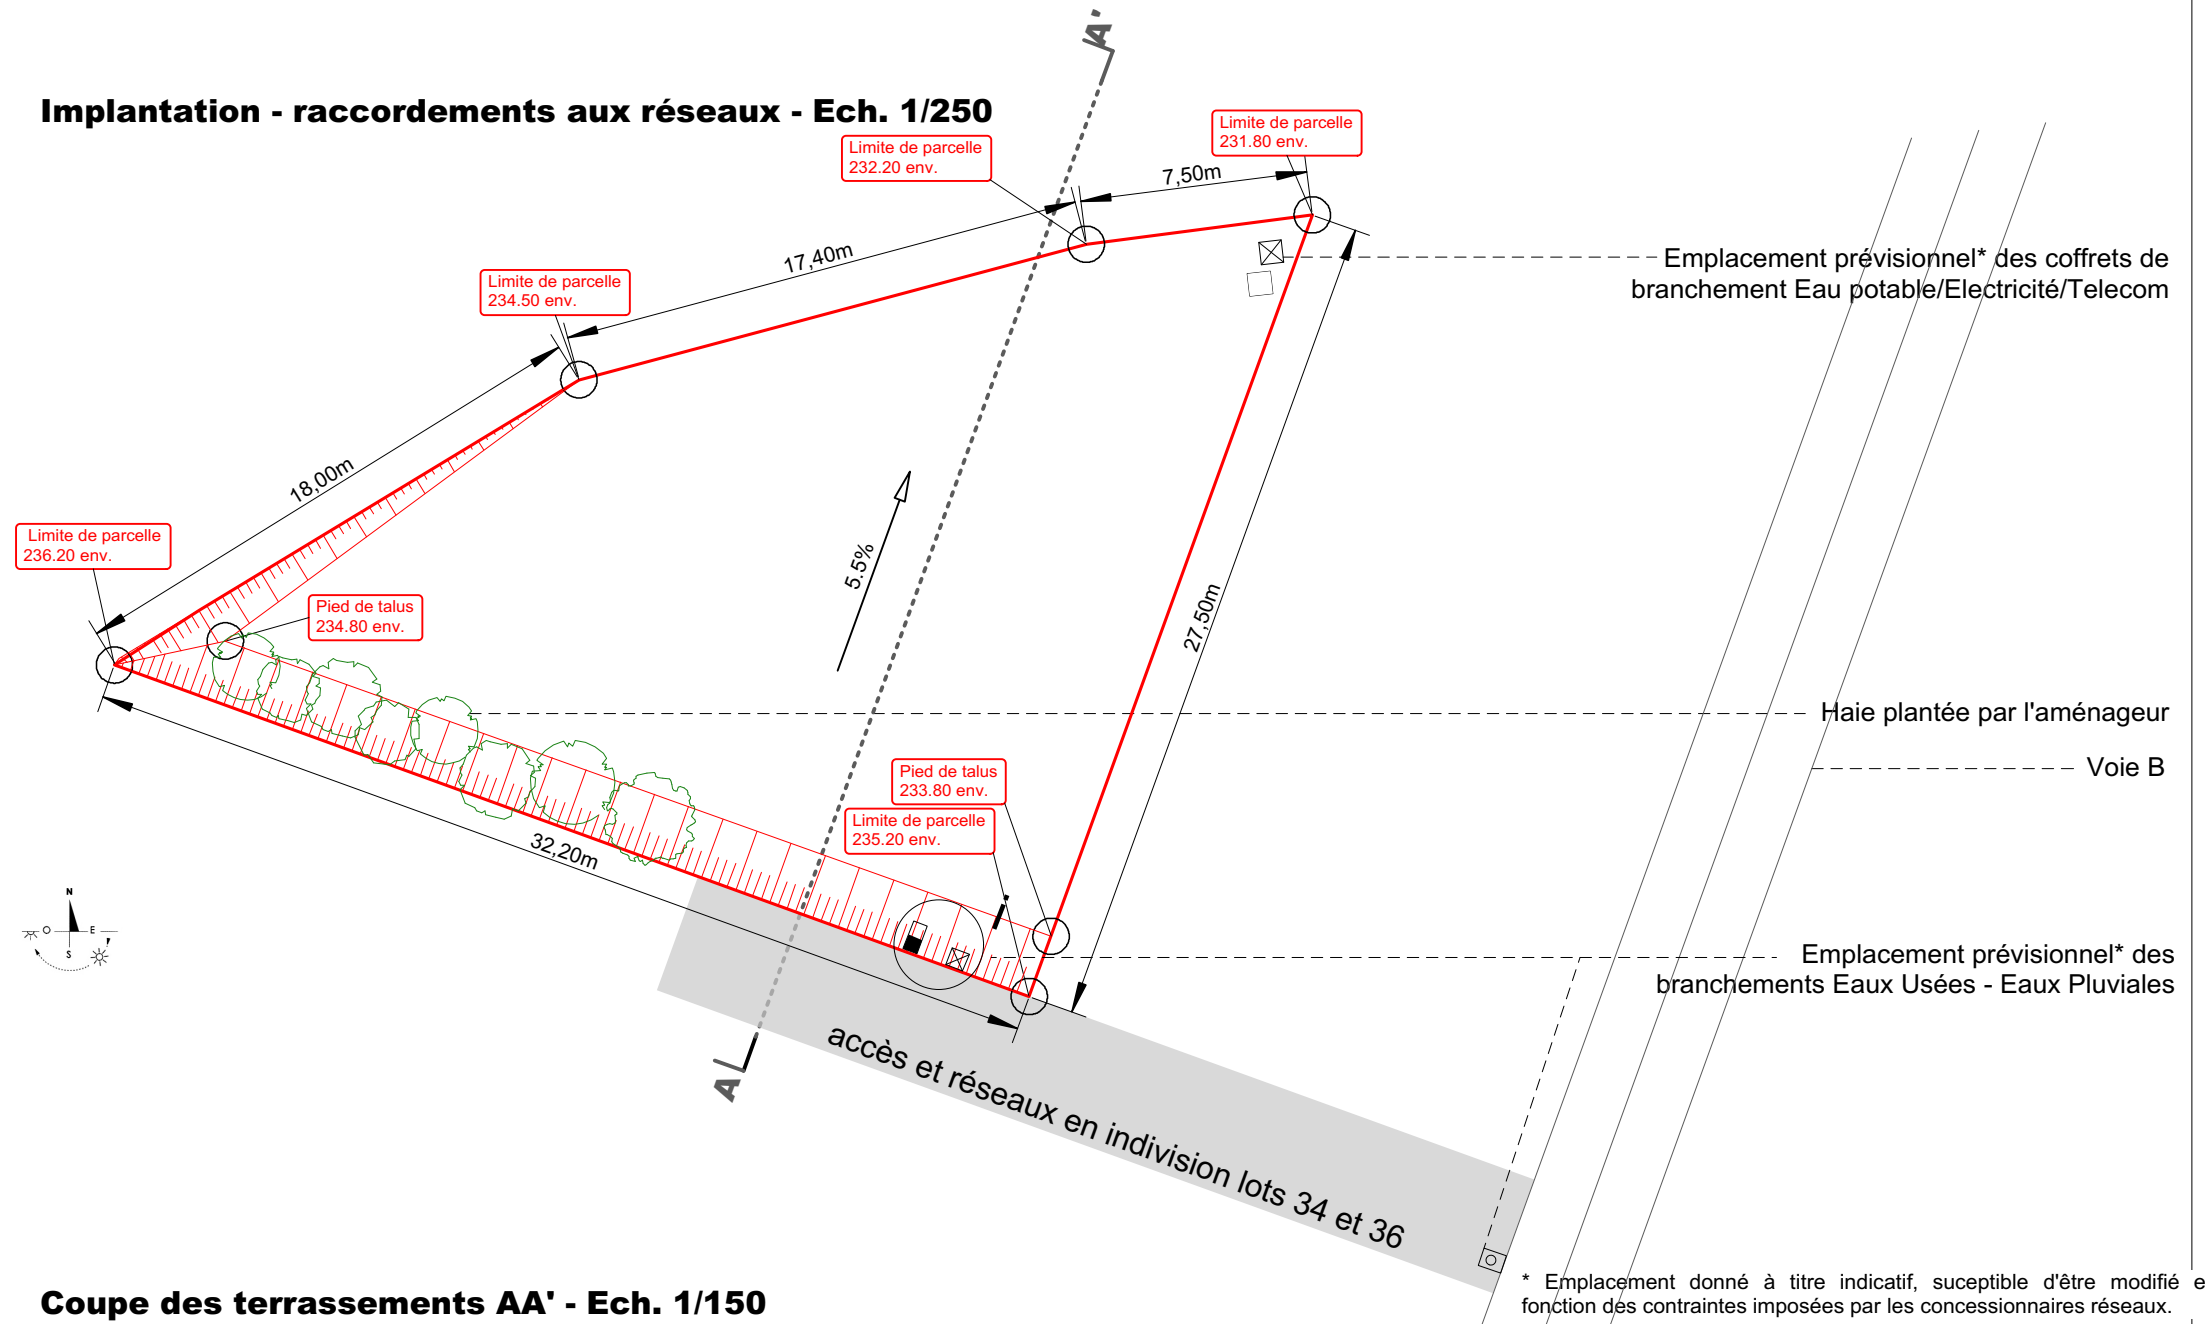 A'
Implantation - raccordements aux réseaux - Ech. 1/250
Limite de parcelle
231.80 env.
Limite de parcelle
232.20 env.
7,50m
17,40m
Emplacement prévisionnel* des coffrets de
branchement Eau potable/Electricité/Telecom
Limite de parcelle
234.50 env.
18,00m
Limite de parcelle
236.20 env.
5.5%
27,50m
Pied de talus
234.80 env.
Haie plantée par l'aménageur
Voie B
Pied de talus
233.80 env.
Limite de parcelle
235.20 env.
32,20m
N
O
E
S
Emplacement prévisionnel* des
branchements Eaux Usées - Eaux Pluviales
A
accès et réseaux en indivision lots 34 et 36
* Emplacement donné à titre indicatif, suceptible d'être modifié e
fonction des contraintes imposées par les concessionnaires réseaux.
Coupe des terrassements AA' - Ech. 1/150